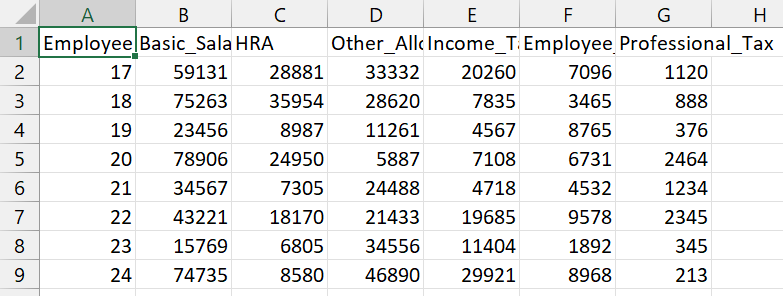 A B C D E F G H
1 Employee Basic_Sala HRA Other_Allo Income_Ta Employee_ Professional_Tax
2 17 59131 28881 33332 20260 7096 1120
3 18 75263 35954 28620 7835 3465 888
4 19 23456 8987 11261 4567 8765 376
5 20 78906 24950 5887 7108 6731 2464
6 21 34567 7305 24488 4718 4532 1234
7 22 43221 18170 21433 19685 9578 2345
8 23 15769 6805 34556 11404 1892 345
9 24 74735 8580 46890 29921 8968 213